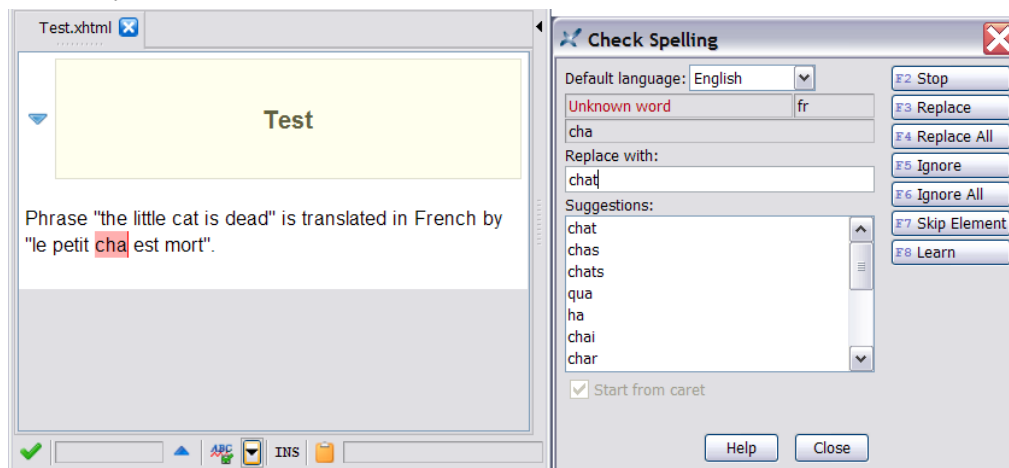 Test.xhtml
Test
Phrase "the little cat is dead" is translated in French by
"le petit cha est mort".
ABC
INS
Check Spelling
Default language: English
Unknown word fr
cha
Replace with:
chat
Suggestions:
chat
chas
chats
qua
ha
chai
char
Start from caret
F2 Stop
F3 Replace
F4 Replace All
F5 Ignore
F6 Ignore All
F7 Skip Element
F8 Learn
Help Close